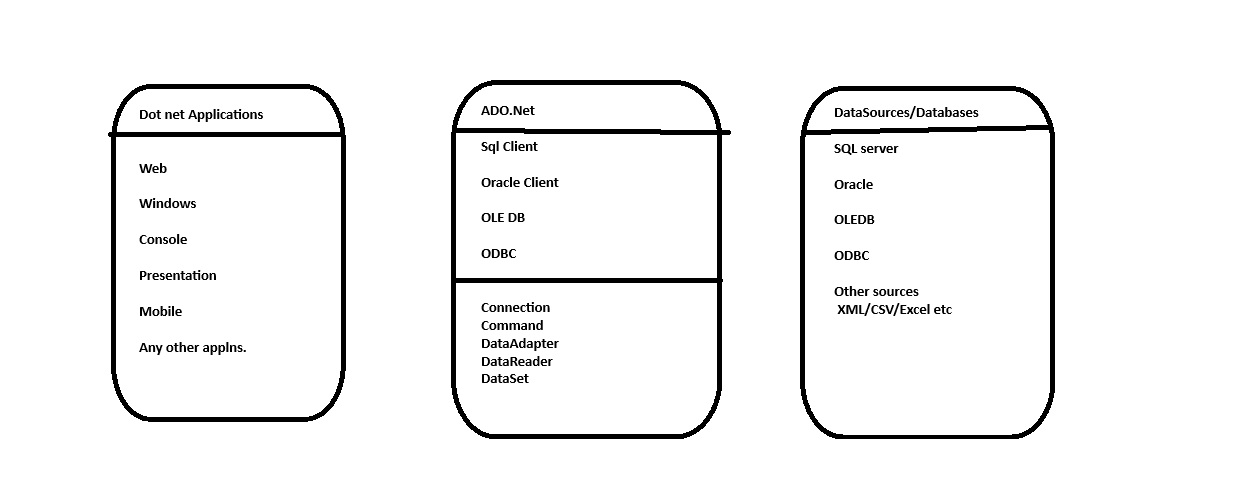 Dot net Applications
Web
Windows
Console
Presentation
Mobile
Any other applns.
ADO.Net
Sql Client
Oracle Client
OLE DB
ODBC
Connection
Command
DataAdapter
DataReader
DataSet
DataSources/Databases
SQL server
Oracle
OLEDB
ODBC
Other sources
XML/CSV/Excel etc